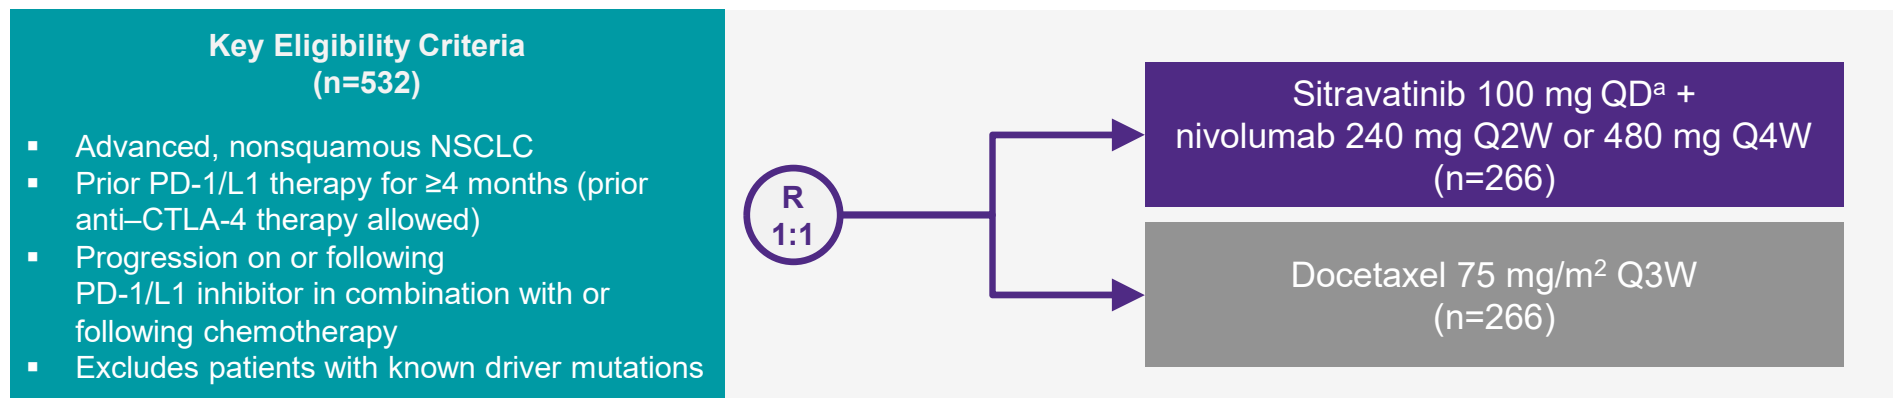 Key Eligibility Criteria
(n=532)
▪ Advanced, nonsquamous NSCLC
▪ Prior PD-1/L1 therapy for ≥4 months (prior
anti–CTLA-4 therapy allowed)
▪ Progression on or following
PD-1/L1 inhibitor in combination with or
following chemotherapy
▪ Excludes patients with known driver mutations
R
1:1
Sitravatinib 100 mg QDᵃ +
nivolumab 240 mg Q2W or 480 mg Q4W
(n=266)
Docetaxel 75 mg/m² Q3W
(n=266)